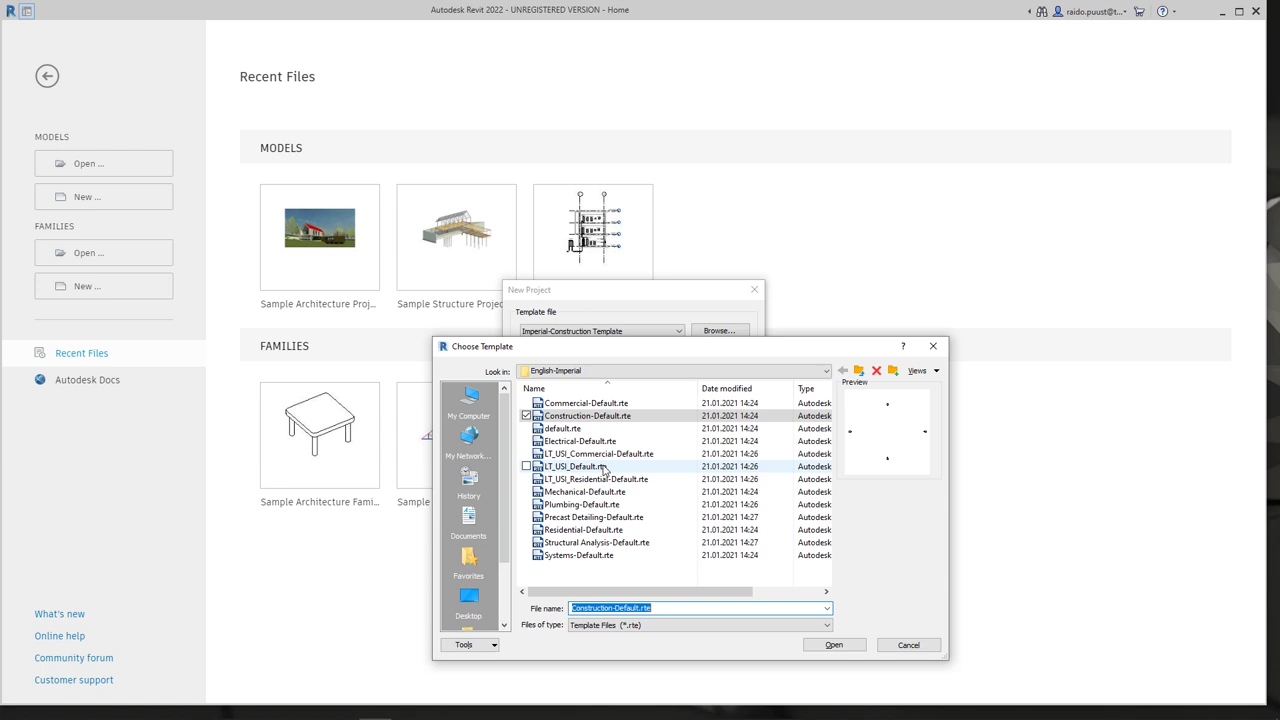 Autodesk Revit 2022 - UNREGISTERED VERSION - Home
raido.puust@t...
Recent Files
MODELS
Open ...
New ...
FAMILIES
Open ...
New ...
Recent Files
Autodesk Docs
What's new
Online help
Community forum
Customer support
MODELS
Sample Architecture Proj...
Sample Structure Projec
FAMILIES
Sample Architecture Fami...
Sample
New Project
Template file
Imperial-Construction Template
Browse...
Choose Template
Look in:
English-Imperial
Views
My Computer
My Network...
History
Documents
Favorites
Desktop
Name Date modified Type
Commercial-Default.rte 21.01.2021 14:24 Autodesk
Construction-Default.rte 21.01.2021 14:24 Autodesk
default.rte 21.01.2021 14:24 Autodesk
Electrical-Default.rte 21.01.2021 14:24 Autodesk
LT_USI_Commercial-Default.rte 21.01.2021 14:26 Autodesk
LT_USI_Default.rte 21.01.2021 14:26 Autodesk
LT_USI_Residential-Default.rte 21.01.2021 14:26 Autodesk
Mechanical-Default.rte 21.01.2021 14:24 Autodesk
Plumbing-Default.rte 21.01.2021 14:26 Autodesk
Precast Detailing-Default.rte 21.01.2021 14:27 Autodesk
Residential-Default.rte 21.01.2021 14:24 Autodesk
Structural Analysis-Default.rte 21.01.2021 14:27 Autodesk
Systems-Default.rte 21.01.2021 14:24 Autodesk
Preview
File name:
Construction-Default.rte
Files of type:
Template Files (*.rte)
Tools
Open
Cancel